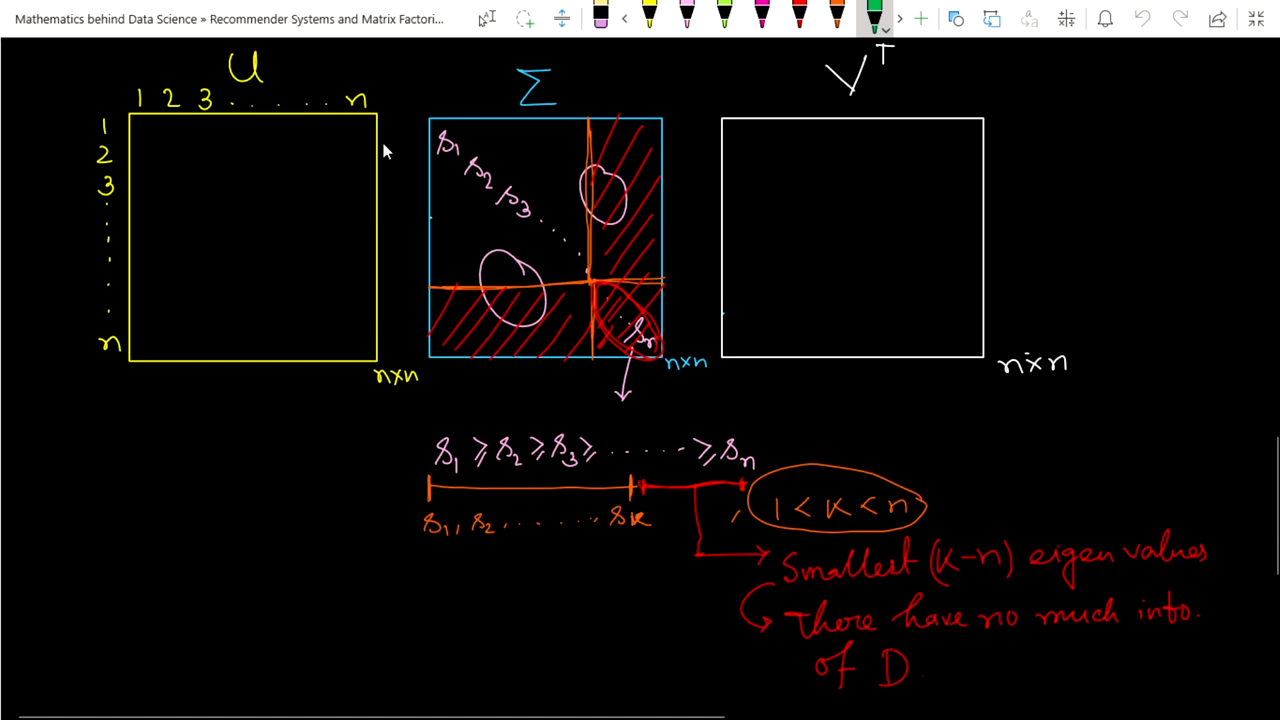 Mathematics behind Data Science » Recommender Systems and Matrix Factori...
U
Σ
V^T
1 2 3 . . . . . . n
1
2
3
.
.
.
.
.
.
n
n×n
s₁
s₂
s₃
. . . .
sₙ
n×n
n×n
s₁ ≥ s₂ ≥ s₃ ≥ . . . . . . ≥ sₙ
s₁, s₂ . . . . . . . sₖ , 1 < k < n
Smallest (k-n) eigen values
There have no much info.
of D.